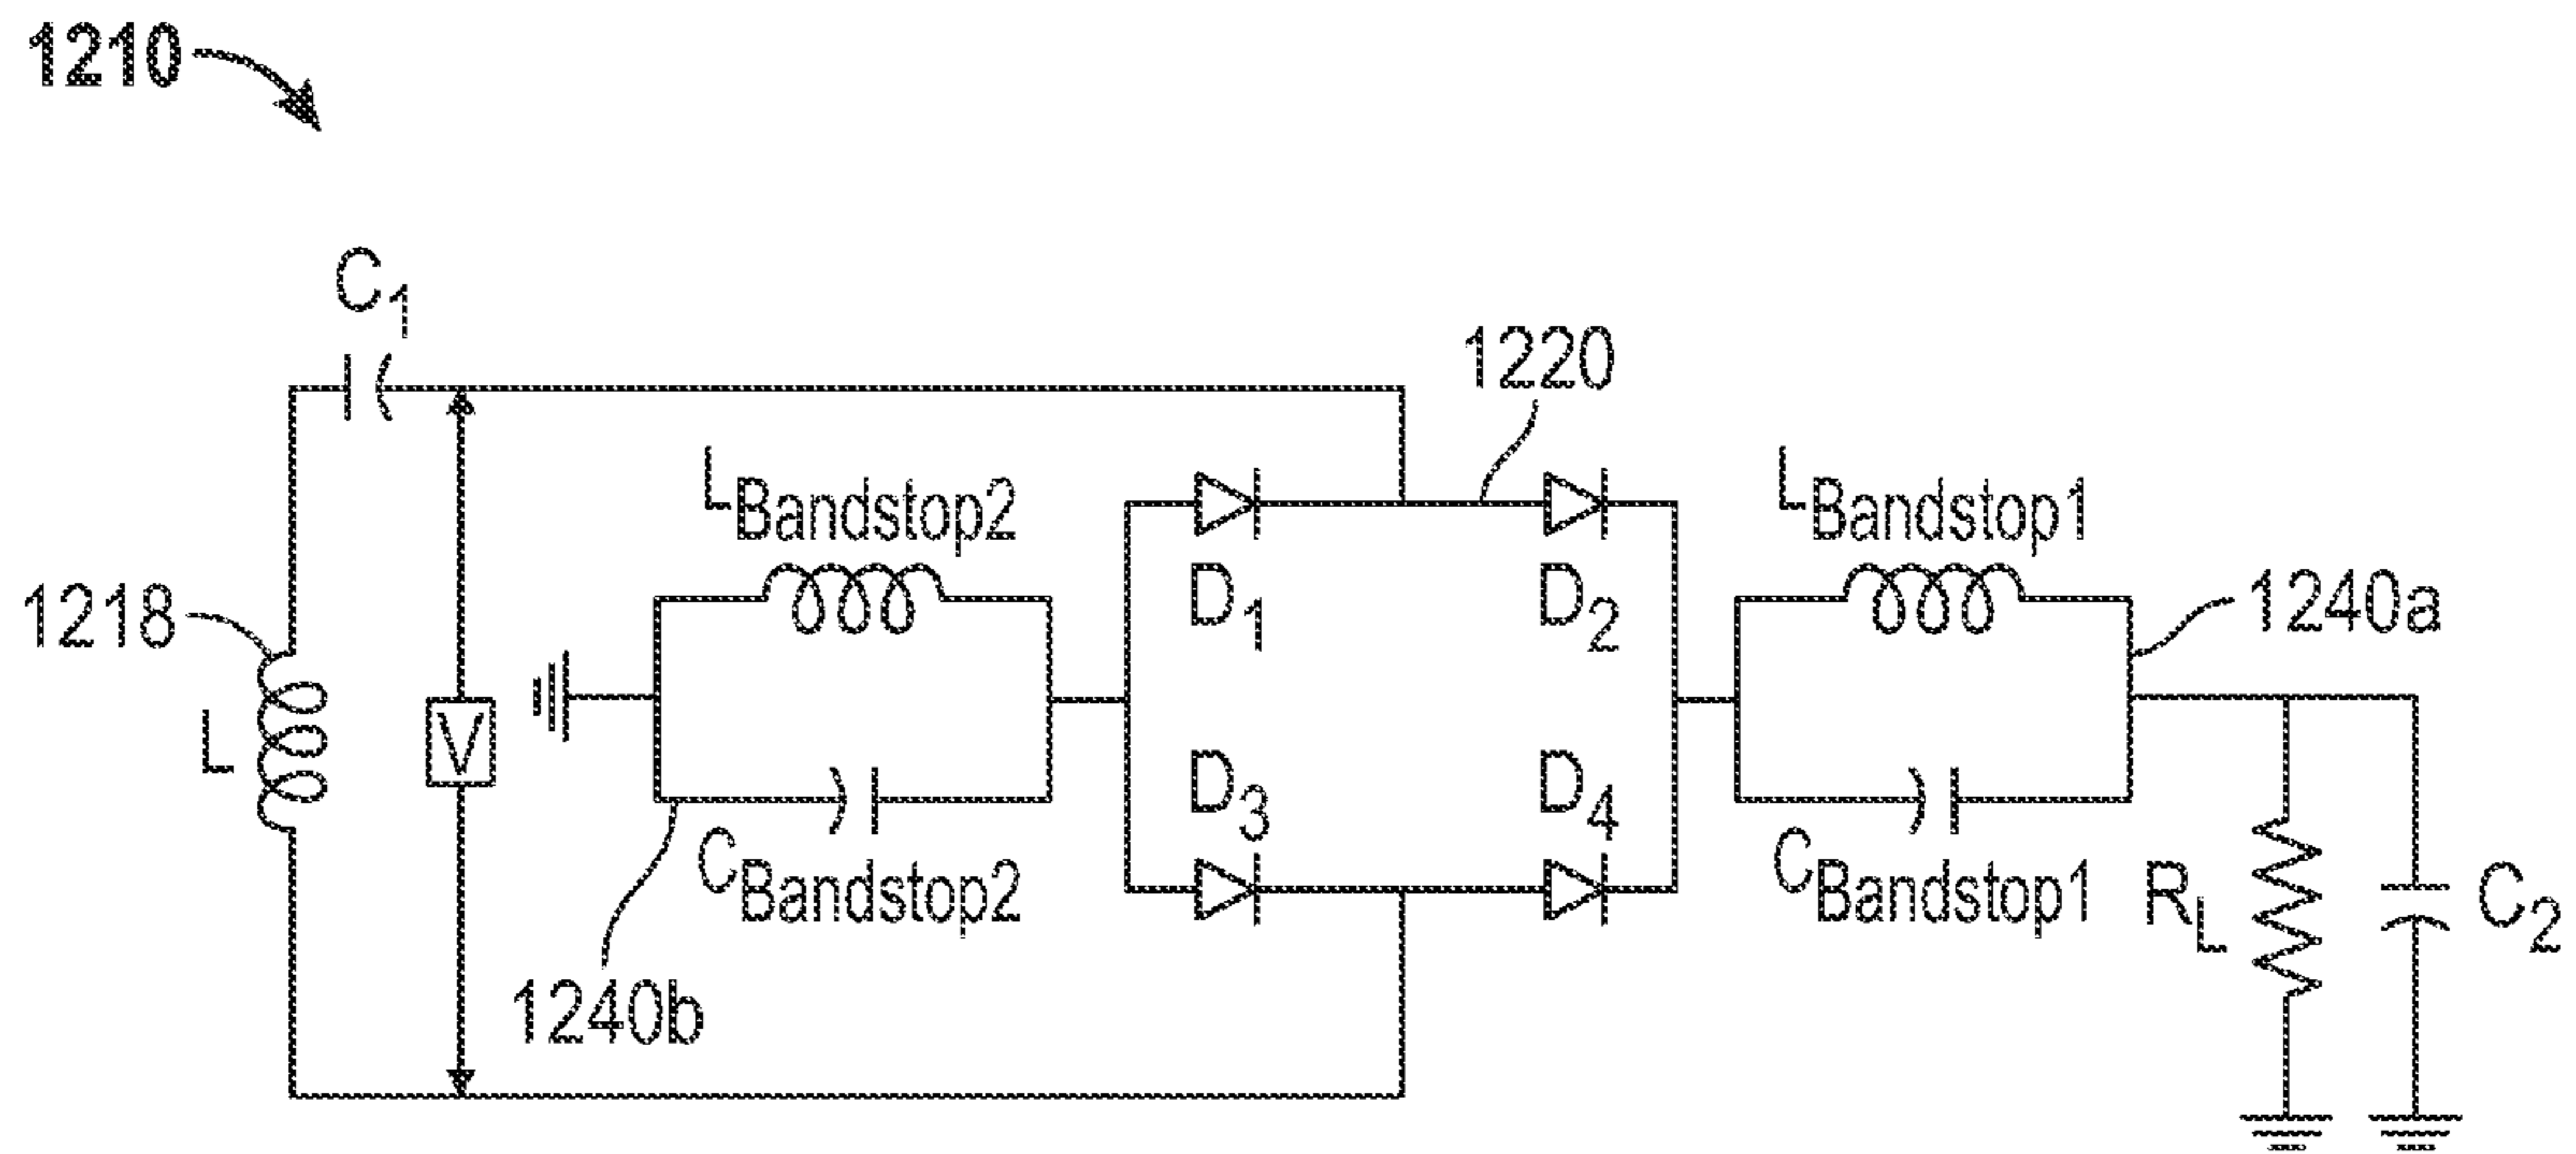 1210
C1
1220
LBandstop2
LBandstop1
1218
D1
D2
1240a
L
V
D3
D4
CBandstop2
CBandstop1
RL
C2
1240b